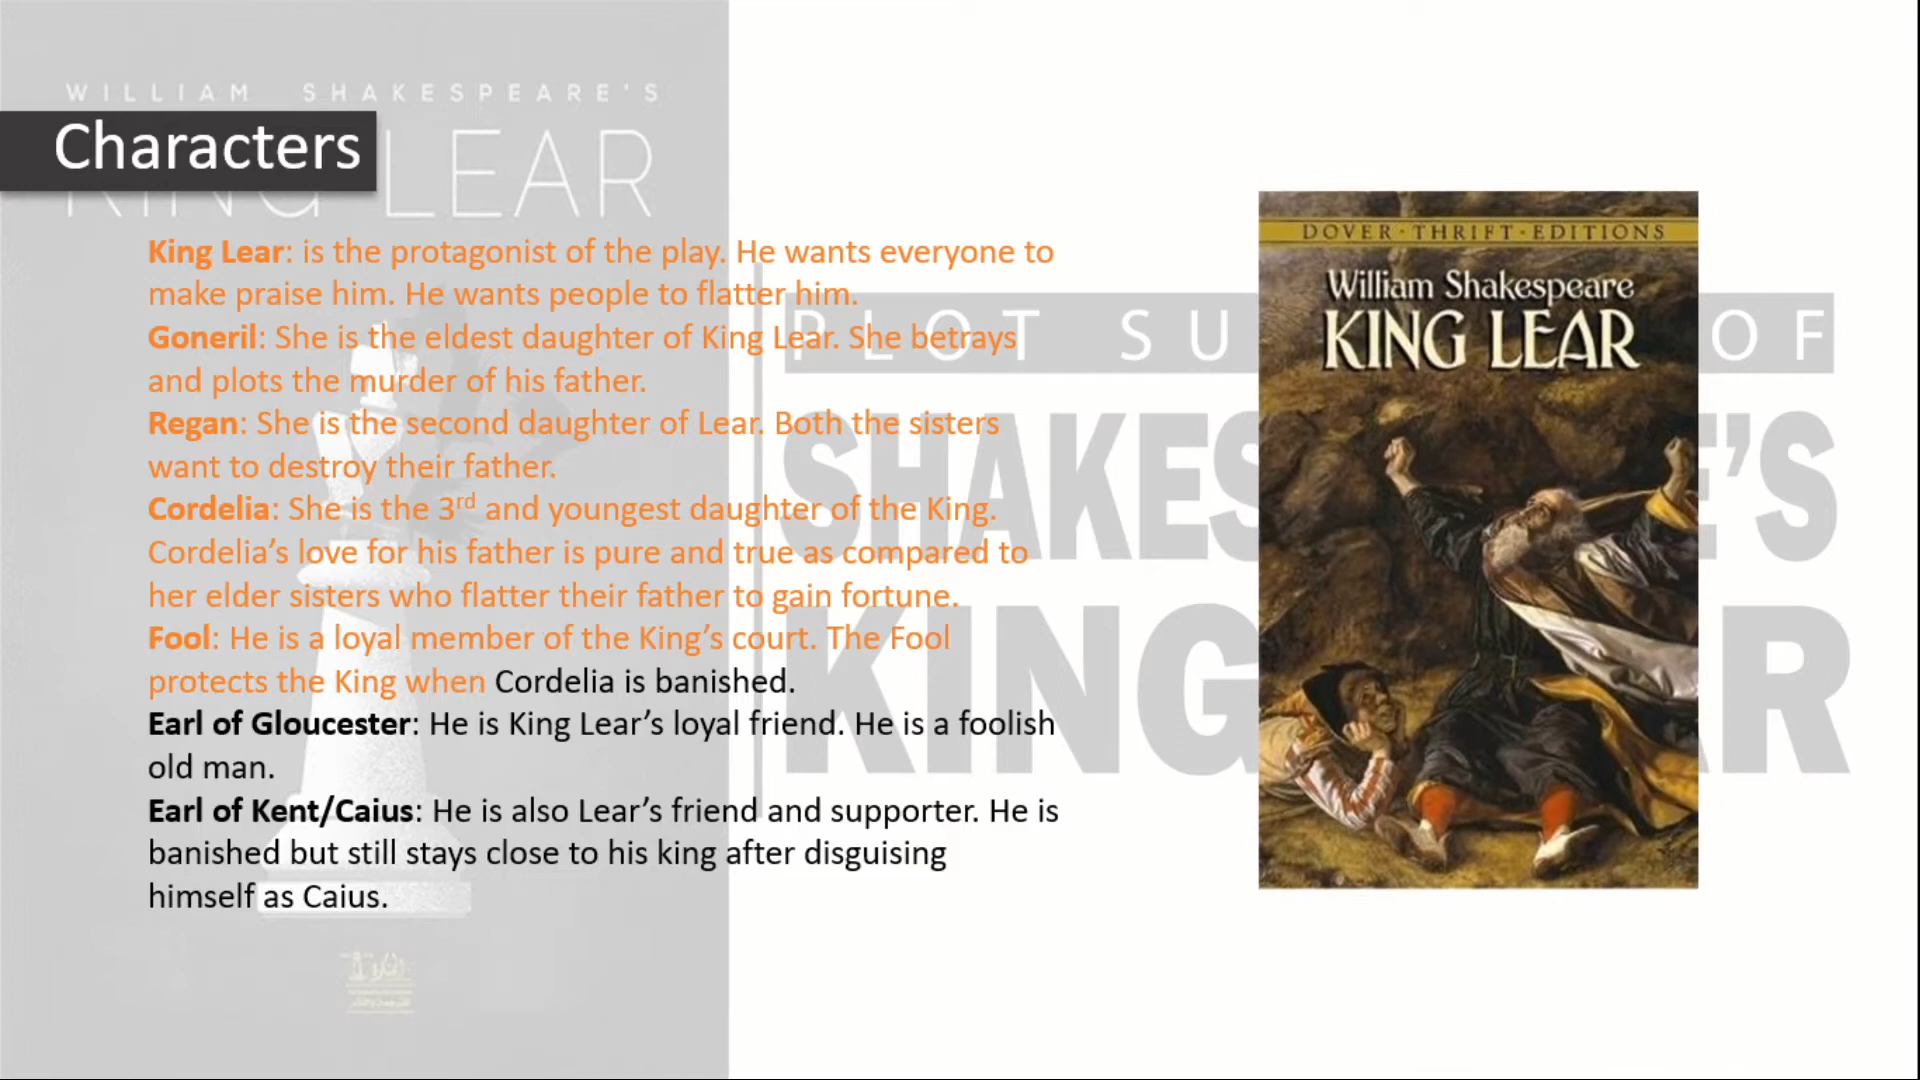 WILLIAM SHAKESPEARE'S
Characters
KING LEAR
King Lear: is the protagonist of the play. He wants everyone to
make praise him. He wants people to flatter him.
Goneril: She is the eldest daughter of King Lear. She betrays
and plots the murder of his father.
Regan: She is the second daughter of Lear. Both the sisters
want to destroy their father.
Cordelia: She is the 3rd and youngest daughter of the King.
Cordelia’s love for his father is pure and true as compared to
her elder sisters who flatter their father to gain fortune.
Fool: He is a loyal member of the King’s court. The Fool
protects the King when Cordelia is banished.
Earl of Gloucester: He is King Lear’s loyal friend. He is a foolish
old man.
Earl of Kent/Caius: He is also Lear’s friend and supporter. He is
banished but still stays close to his king after disguising
himself as Caius.
PLOT SU OF
SHAKES E’S
KING AR
DOVER·THRIFT·EDITIONS
William Shakespeare
KING LEAR